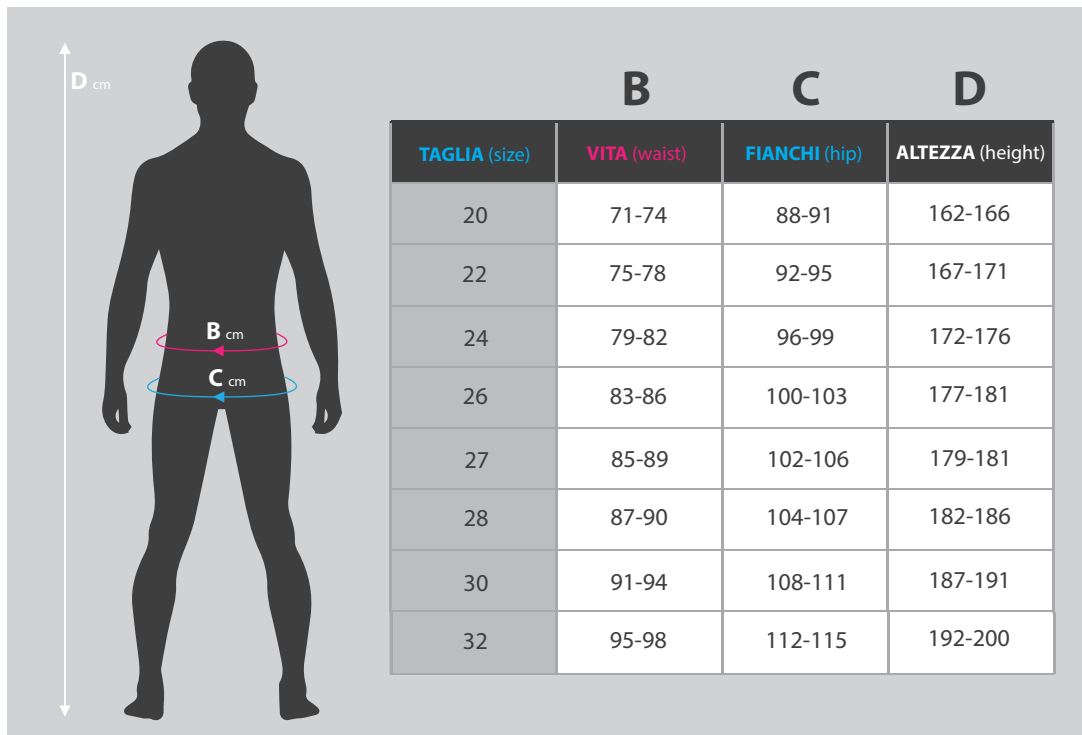 D cm
B cm
C cm
B C D
TAGLIA (size) VITA (waist) FIANCHI (hip) ALTEZZA (height)
20 71-74 88-91 162-166
22 75-78 92-95 167-171
24 79-82 96-99 172-176
26 83-86 100-103 177-181
27 85-89 102-106 179-181
28 87-90 104-107 182-186
30 91-94 108-111 187-191
32 95-98 112-115 192-200